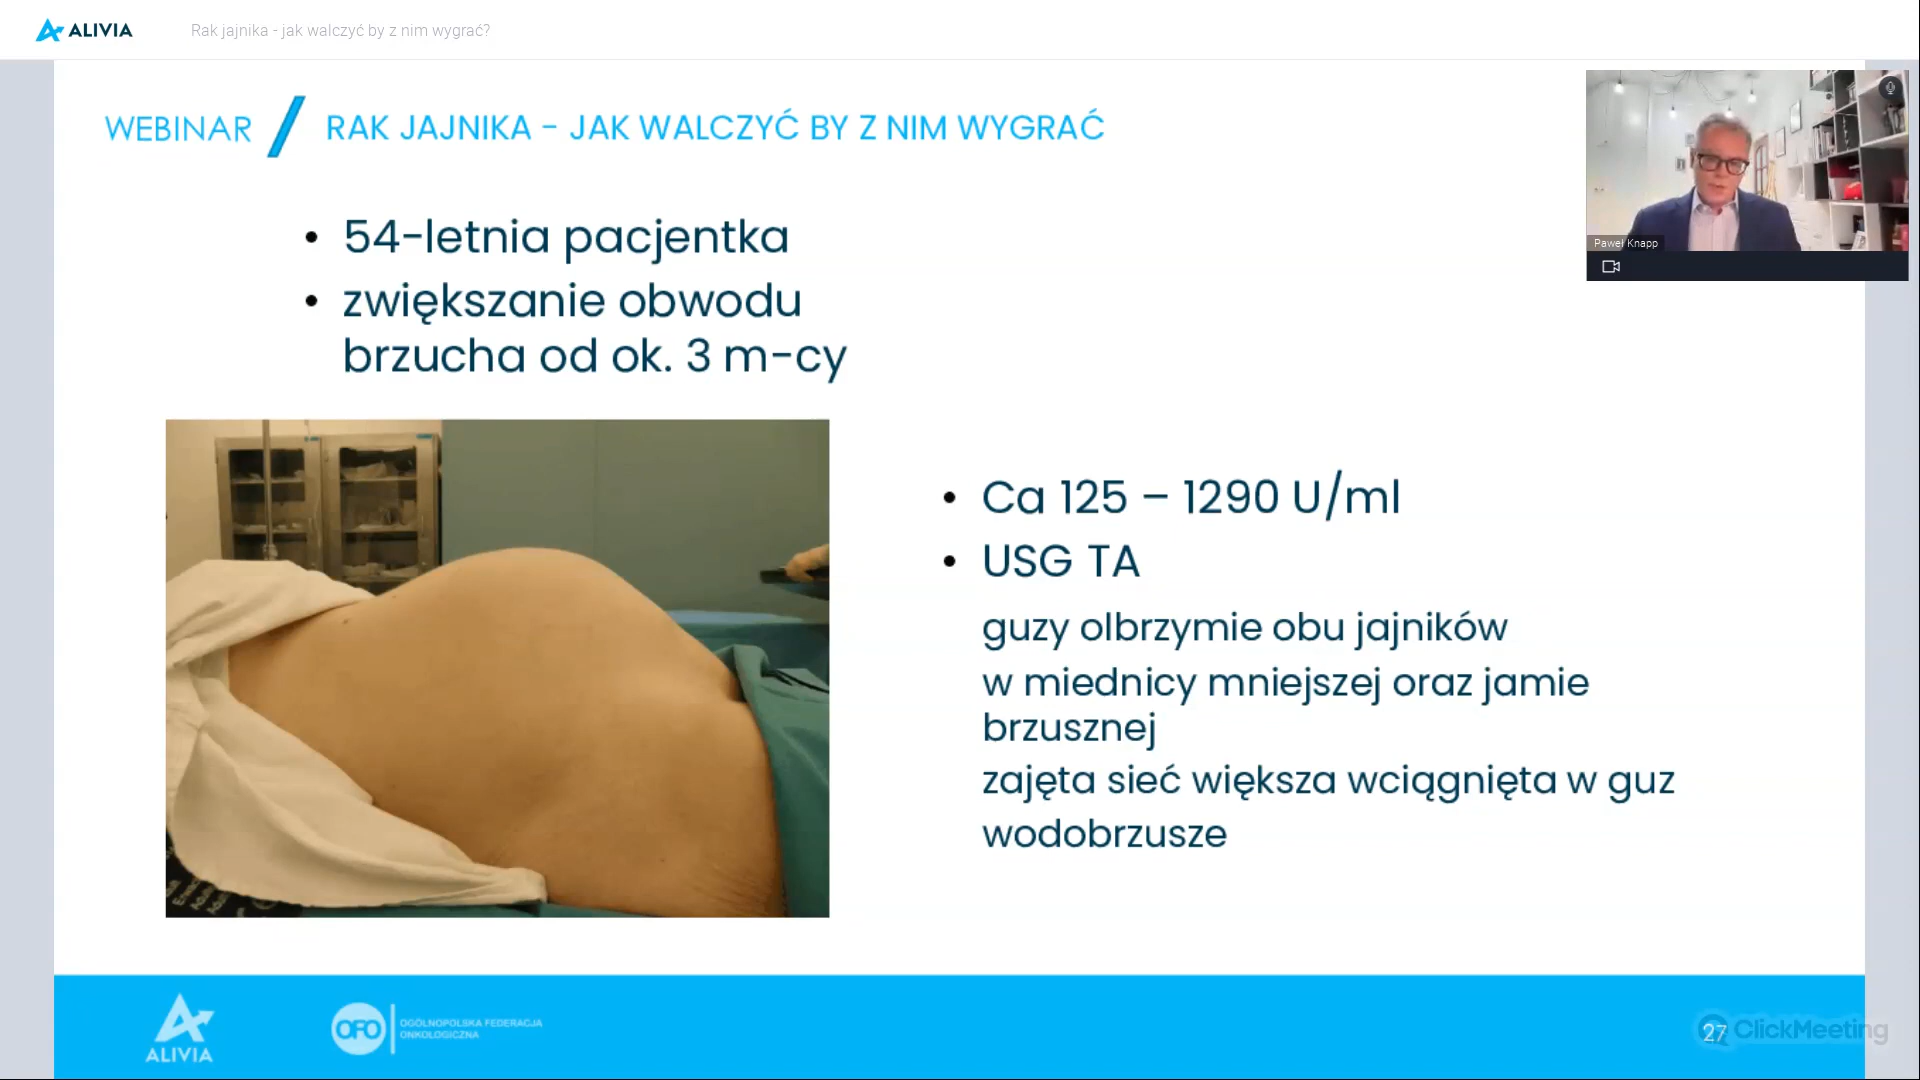 ALIVIA
Rak jajnika - jak walczyć by z nim wygrać?
WEBINAR / RAK JAJNIKA - JAK WALCZYĆ BY Z NIM WYGRAĆ
Paweł Knapp
• 54-letnia pacjentka
• zwiększanie obwodu
brzucha od ok. 3 m-cy
• Ca 125 – 1290 U/ml
• USG TA
guzy olbrzymie obu jajników
w miednicy mniejszej oraz jamie
brzusznej
zajęta sieć większa wciągnięta w guz
wodobrzusze
ALIVIA
OFO
OGÓLNOPOLSKA FEDERACJA
ONKOLOGICZNA
27
ClickMeeting